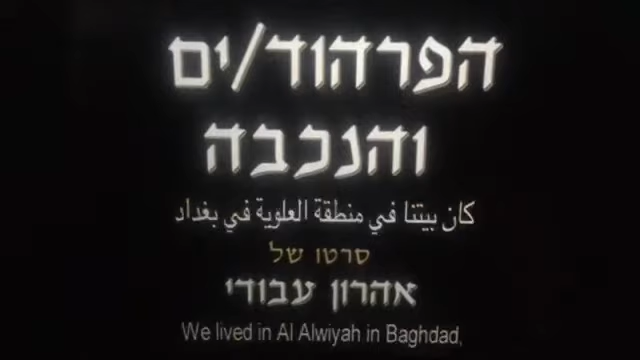 הפרהוד/ים
והנכבה
كان بيتنا في منطقة العلوية في بغداد
סרטו של
אהרון עבודי
We lived in Al Alwiyah in Baghdad,